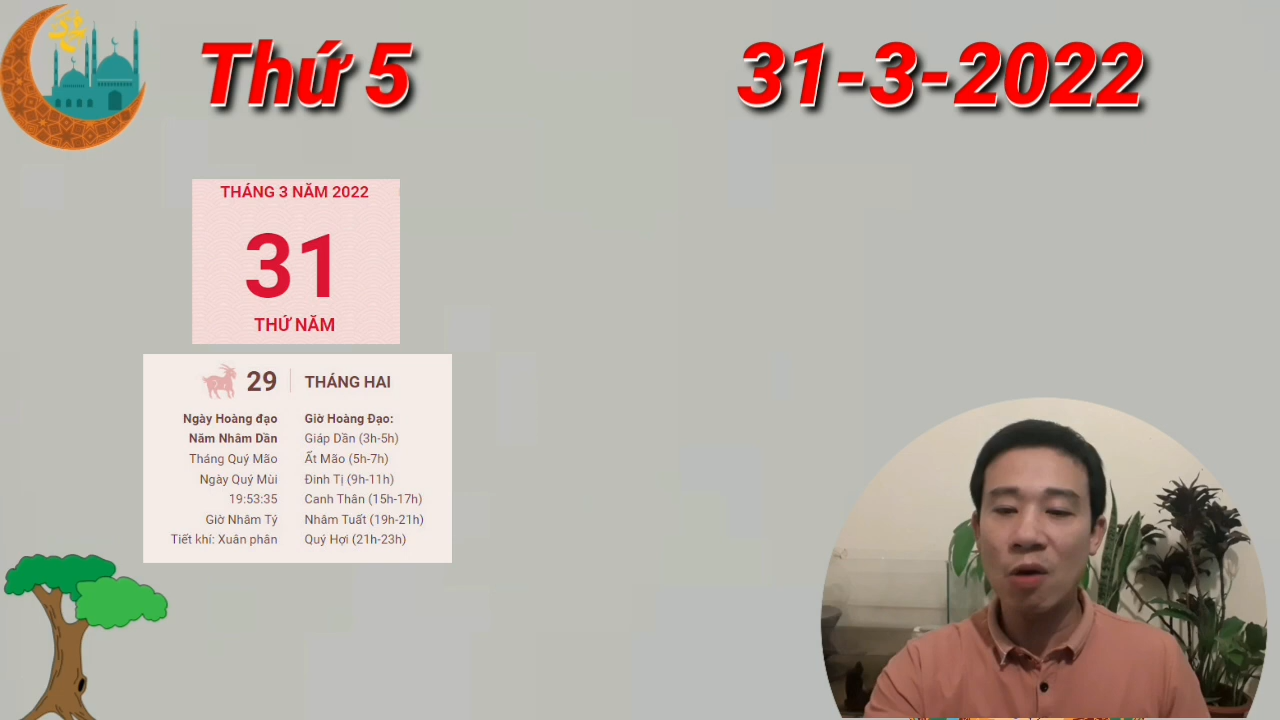 Thứ 5
31-3-2022
THÁNG 3 NĂM 2022
31
THỨ NĂM
29
THÁNG HAI
Ngày Hoàng đạo
Năm Nhâm Dần
Tháng Quý Mão
Ngày Quý Mùi
19:53:35
Giờ Nhâm Tý
Tiết khí: Xuân phân
Giờ Hoàng Đạo:
Giáp Dần (3h-5h)
Ất Mão (5h-7h)
Đinh Tị (9h-11h)
Canh Thân (15h-17h)
Nhâm Tuất (19h-21h)
Quý Hợi (21h-23h)